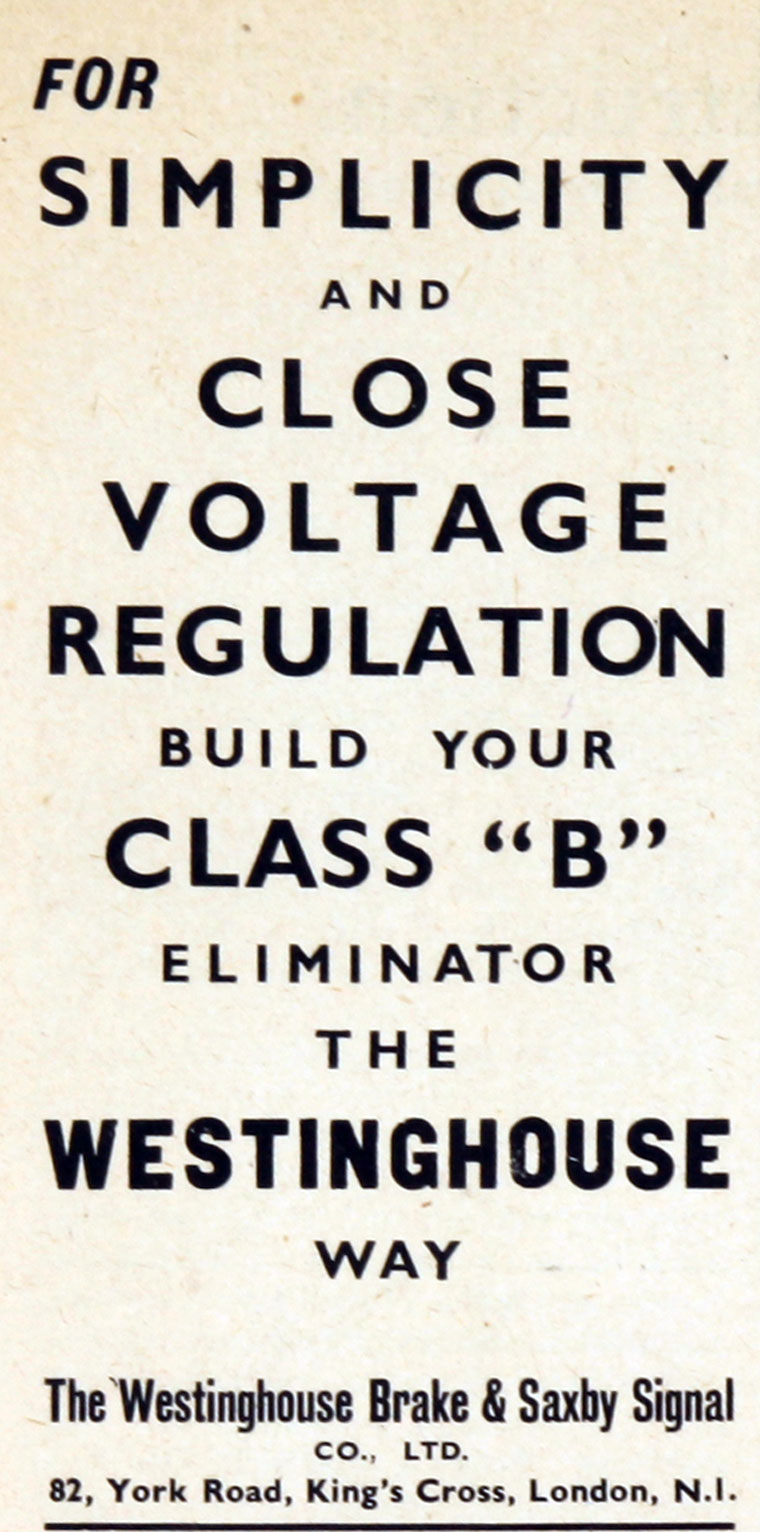 FOR
SIMPLICITY
AND
CLOSE
VOLTAGE
REGULATION
BUILD YOUR
CLASS “B”
ELIMINATOR
THE
WESTINGHOUSE
WAY
The Westinghouse Brake & Saxby Signal
CO., LTD.
82, York Road, King's Cross, London, N.1.